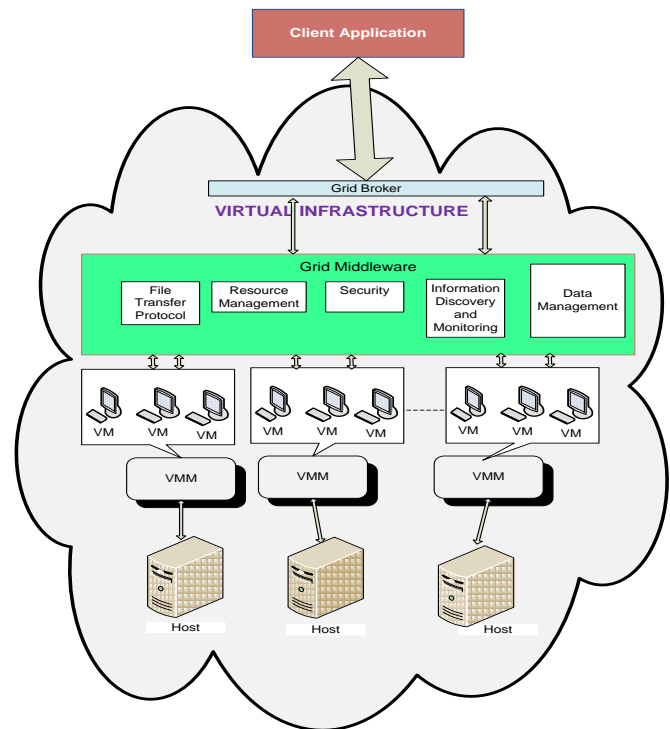 Client Application
Grid Broker
VIRTUAL INFRASTRUCTURE
Grid Middleware
File
Transfer
Protocol
Resource
Management
Security
Information
Discovery
and
Monitoring
Data
Management
VM VM VM
VM VM VM
VM VM VM
VMM
VMM
VMM
Host
Host
Host